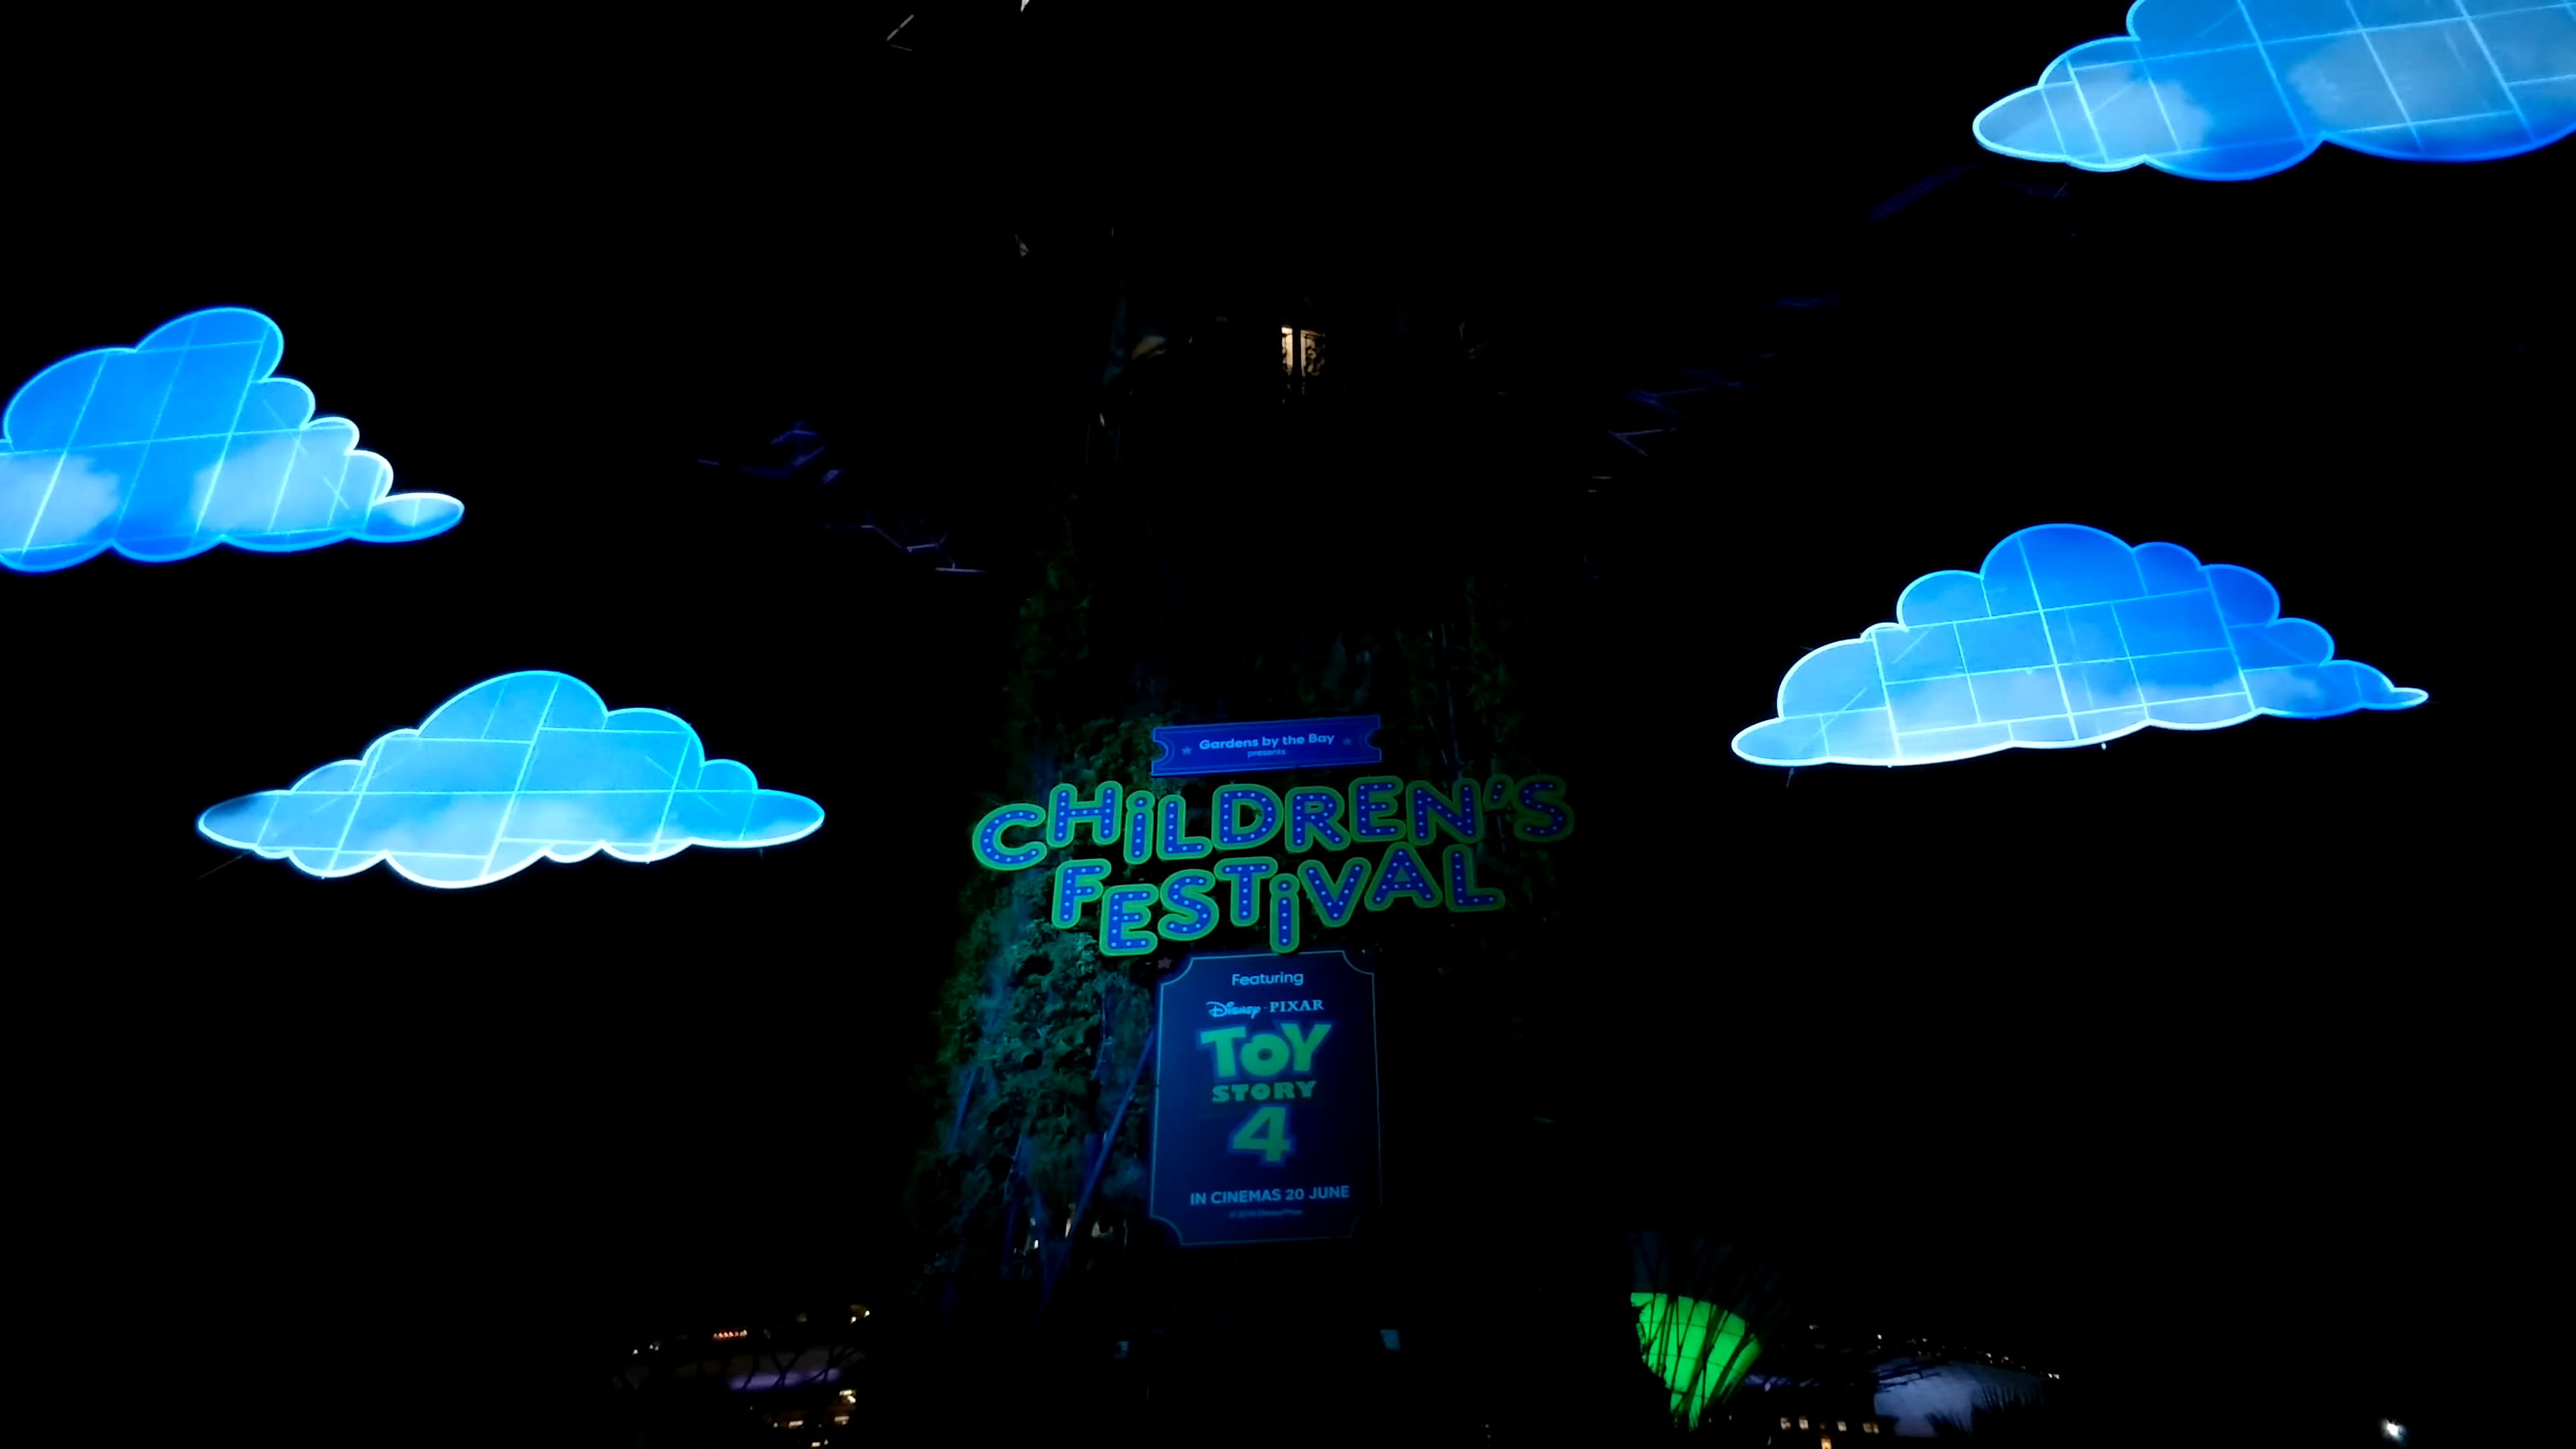 Gardens by the Bay
presents
CHiLDREN'S
FESTiVAL
Featuring
Disney · PIXAR
TOY
STORY
4
IN CINEMAS 20 JUNE